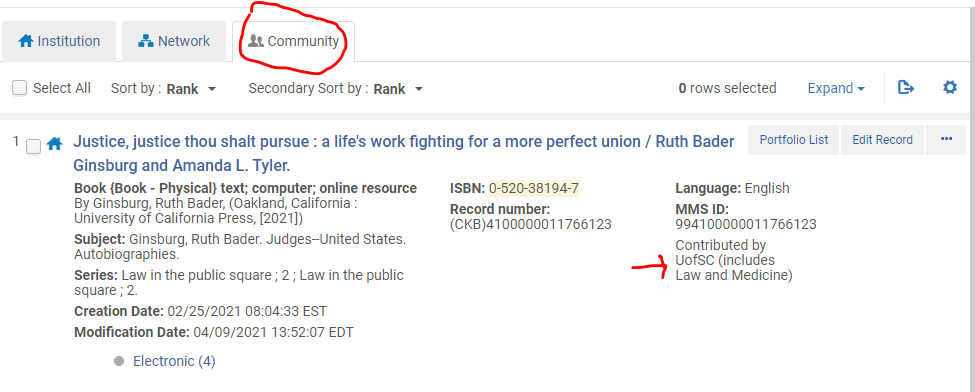 Institution Network Community
Select All Sort by : Rank Secondary Sort by : Rank 0 rows selected Expand
1 Justice, justice thou shalt pursue : a life's work fighting for a more perfect union / Ruth Bader
Ginsburg and Amanda L. Tyler.
Portfolio List Edit Record ...
Book {Book - Physical} text; computer; online resource
By Ginsburg, Ruth Bader, (Oakland, California :
University of California Press, [2021])
Subject: Ginsburg, Ruth Bader. Judges--United States.
Autobiographies.
Series: Law in the public square ; 2 ; Law in the public
square ; 2.
Creation Date: 02/25/2021 08:04:33 EST
Modification Date: 04/09/2021 13:52:07 EDT
Electronic (4)
ISBN: 0-520-38194-7
Record number:
(CKB)4100000011766123
Language: English
MMS ID:
994100000011766123
Contributed by
UofSC (includes
Law and Medicine)